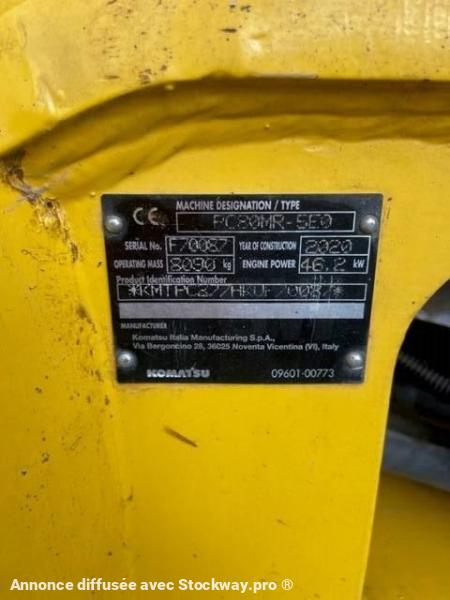 MACHINE DESIGNATION / TYPE
CE PC80MR-5E0
SERIAL No. F70087 YEAR OF CONSTRUCTION 2020
OPERATING MASS 8090 kg ENGINE POWER 46.2 kW
Product Identification Number
MANUFACTURER
Komatsu Italia Manufacturing S.p.A.,
Via Bergoncino 28, 36025 Noventa Vicentina (VI), Italy
KOMATSU 09601-00773
Annonce diffusée avec Stockway.pro ®